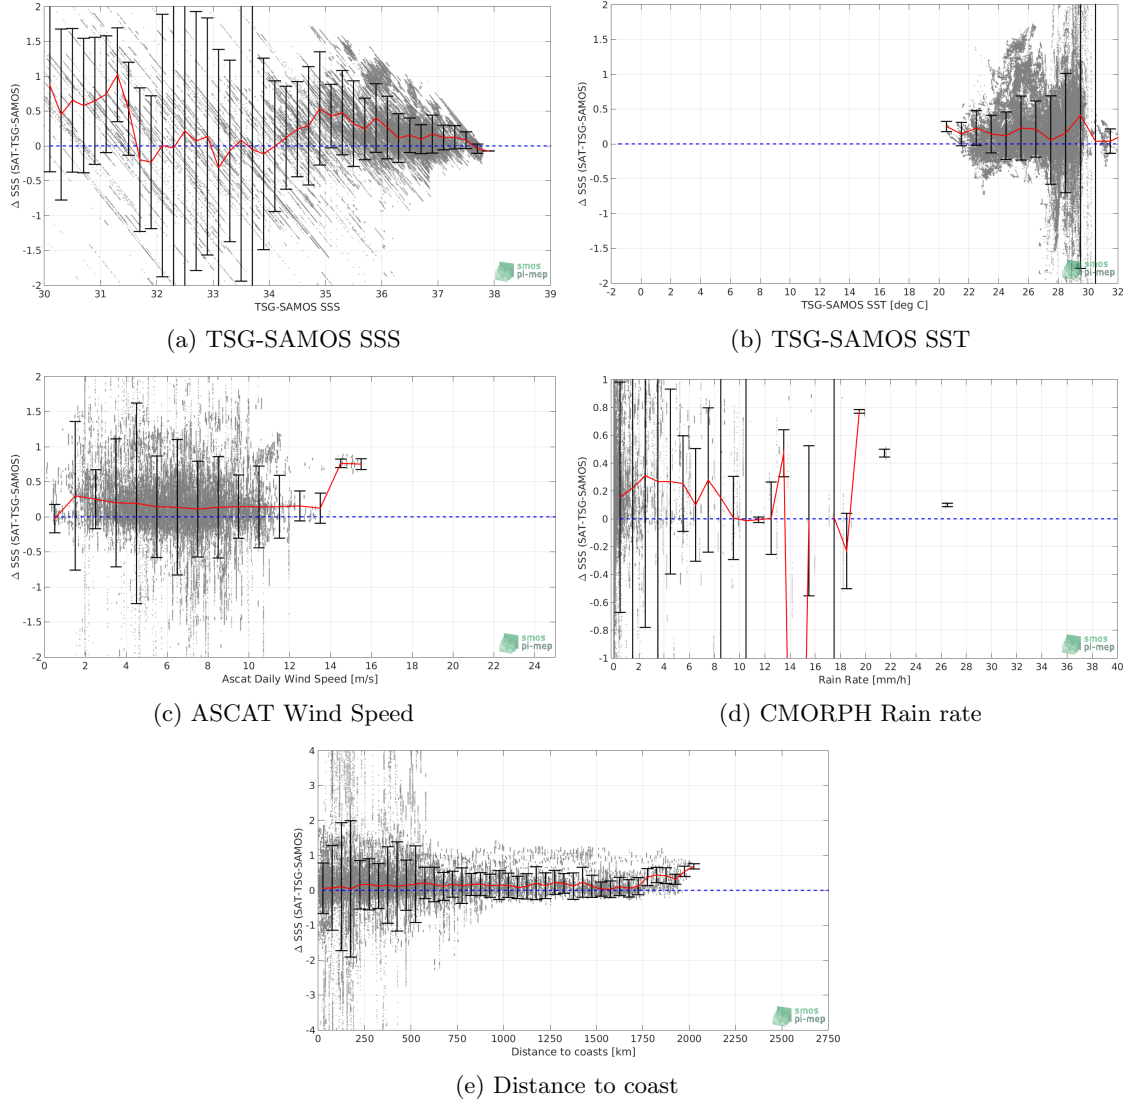 2
1.5
1
0.5
0
-0.5
-1
-1.5
-2
Δ SSS (SAT-TSG-SAMOS)
30 31 32 33 34 35 36 37 38 39
TSG-SAMOS SSS
smos
pi-mep
(a) TSG-SAMOS SSS
2
1.5
1
0.5
0
-0.5
-1
-1.5
-2
Δ SSS (SAT-TSG-SAMOS)
-2 0 2 4 6 8 10 12 14 16 18 20 22 24 26 28 30 32
TSG-SAMOS SST [deg C]
smos
pi-mep
(b) TSG-SAMOS SST
2
1.5
1
0.5
0
-0.5
-1
-1.5
-2
Δ SSS (SAT-TSG-SAMOS)
0 2 4 6 8 10 12 14 16 18 20 22 24
Ascat Daily Wind Speed [m/s]
smos
pi-mep
(c) ASCAT Wind Speed
1
0.8
0.6
0.4
0.2
0
-0.2
-0.4
-0.6
-0.8
-1
Δ SSS (SAT-TSG-SAMOS)
0 2 4 6 8 10 12 14 16 18 20 22 24 26 28 30 32 34 36 38 40
Rain Rate [mm/h]
smos
pi-mep
(d) CMORPH Rain rate
4
3
2
1
0
-1
-2
-3
-4
Δ SSS (SAT-TSG-SAMOS)
0 250 500 750 1000 1250 1500 1750 2000 2250 2500 2750
Distance to coasts [km]
smos
pi-mep
(e) Distance to coast